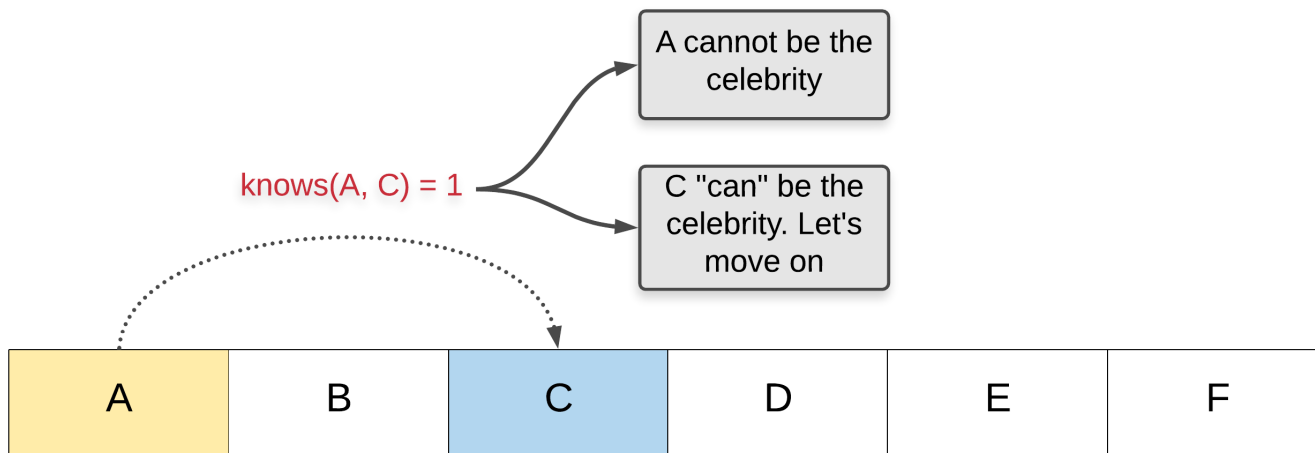 A cannot be the
celebrity
knows(A, C) = 1
C "can" be the
celebrity. Let's
move on
A B C D E F